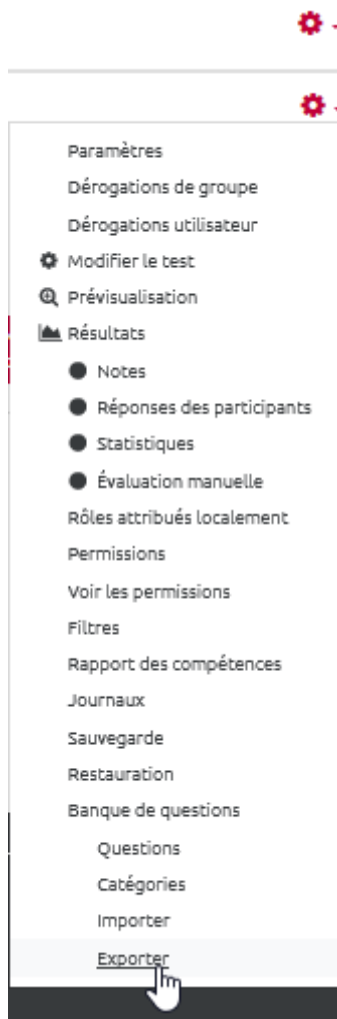 Paramètres
Dérogations de groupe
Dérogations utilisateur
Modifier le test
Prévisualisation
Résultats
Notes
Réponses des participants
Statistiques
Évaluation manuelle
Rôles attribués localement
Permissions
Voir les permissions
Filtres
Rapport des compétences
Journaux
Sauvegarde
Restauration
Banque de questions
Questions
Catégories
Importer
Exporter